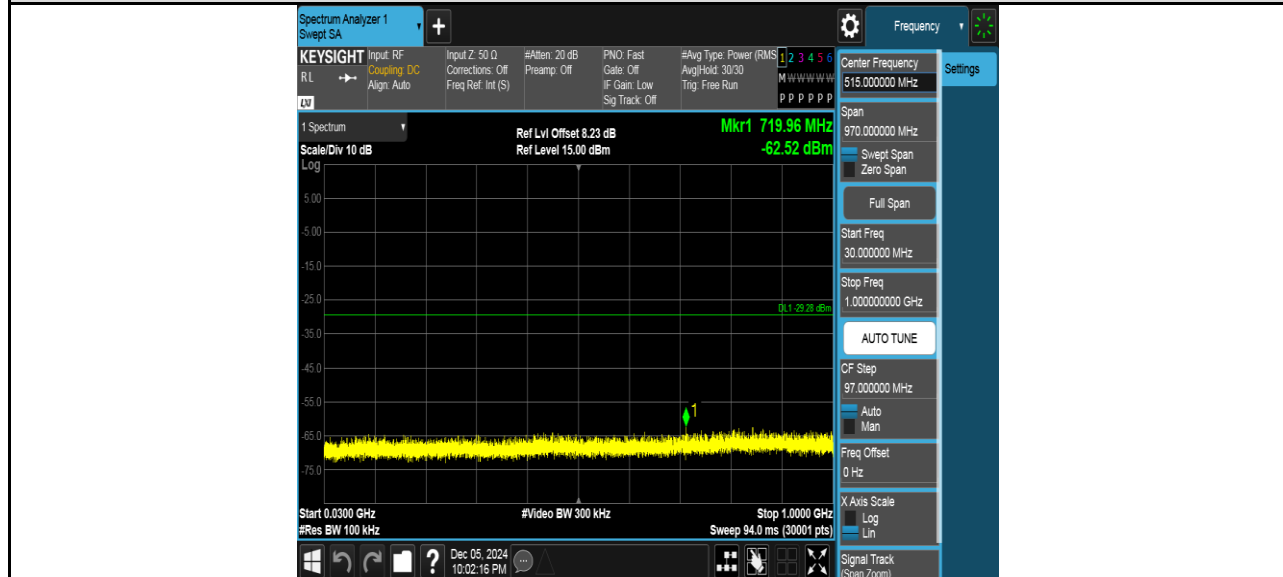 Spectrum Analyzer 1
Swept SA
+
Frequency
KEYSIGHT
RL
LXI
Input: RF
Coupling: DC
Align: Auto
Input Z: 50 Ω
Corrections: Off
Freq Ref: Int (S)
#Atten: 20 dB
Preamp: Off
PNO: Fast
Gate: Off
IF Gain: Low
Sig Track: Off
#Avg Type: Power (RMS
Avg|Hold: 30/30
Trig: Free Run
1 2 3 4 5 6
M W W W W W
P P P P P P
1 Spectrum
Scale/Div 10 dB
Ref Lvl Offset 8.23 dB
Ref Level 15.00 dBm
Mkr1 719.96 MHz
-62.52 dBm
Log
5.00
-5.00
-15.0
-25.0
DL1 -29.28 dBm
-35.0
-45.0
-55.0
1
-65.0
-75.0
Start 0.0300 GHz
#Video BW 300 kHz
Stop 1.0000 GHz
#Res BW 100 kHz
Sweep 94.0 ms (30001 pts)
?
Dec 05, 2024
10:02:16 PM
Center Frequency
515.000000 MHz
Settings
Span
970.000000 MHz
Swept Span
Zero Span
Full Span
Start Freq
30.000000 MHz
Stop Freq
1.000000000 GHz
AUTO TUNE
CF Step
97.000000 MHz
Auto
Man
Freq Offset
0 Hz
X Axis Scale
Log
Lin
Signal Track
(Span Zoom)